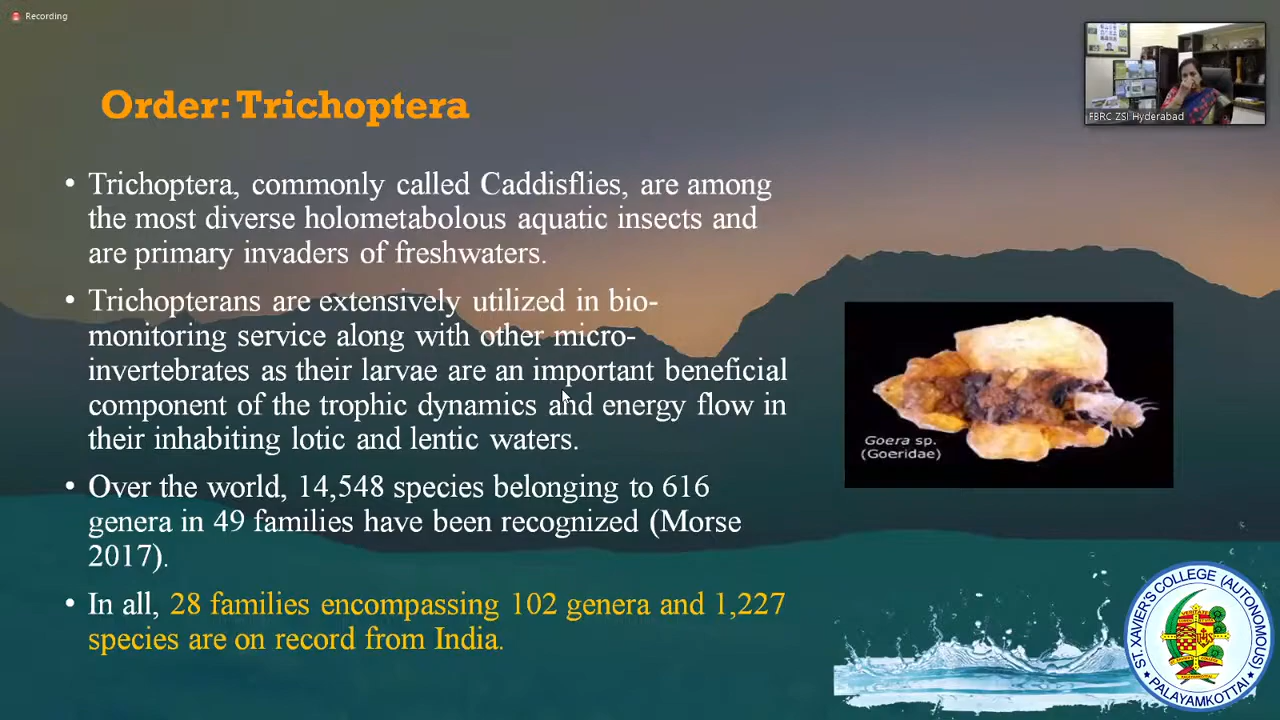 Recording
Order: Trichoptera
FBRC ZSI Hyderabad
• Trichoptera, commonly called Caddisflies, are among
the most diverse holometabolous aquatic insects and
are primary invaders of freshwaters.
• Trichopterans are extensively utilized in bio-
monitoring service along with other micro-
invertebrates as their larvae are an important beneficial
component of the trophic dynamics and energy flow in
their inhabiting lotic and lentic waters.
• Over the world, 14,548 species belonging to 616
genera in 49 families have been recognized (Morse
2017).
• In all, 28 families encompassing 102 genera and 1,227
species are on record from India.
Goera sp.
(Goeridae)
ST. XAVIER'S COLLEGE (AUTONOMOUS)
PALAYAMKOTTAI